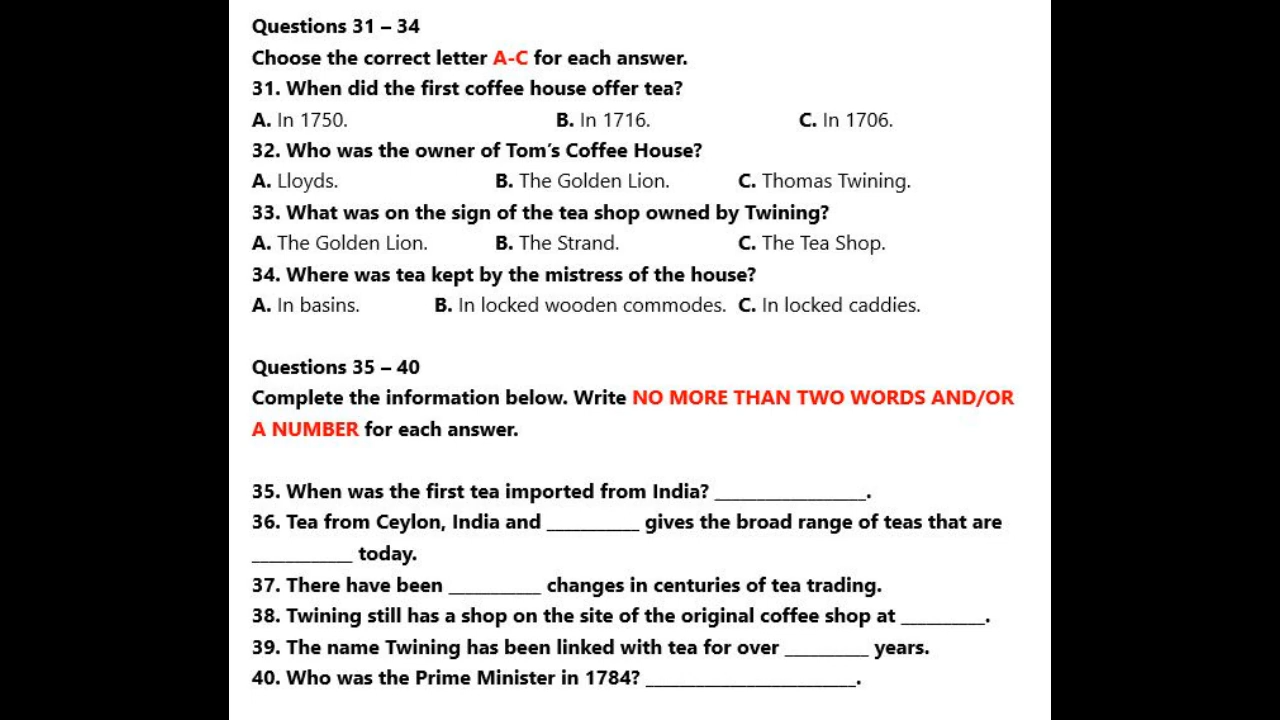 Questions 31 – 34
Choose the correct letter A-C for each answer.
31. When did the first coffee house offer tea?
A. In 1750. B. In 1716. C. In 1706.
32. Who was the owner of Tom's Coffee House?
A. Lloyds. B. The Golden Lion. C. Thomas Twining.
33. What was on the sign of the tea shop owned by Twining?
A. The Golden Lion. B. The Strand. C. The Tea Shop.
34. Where was tea kept by the mistress of the house?
A. In basins. B. In locked wooden commodes. C. In locked caddies.
Questions 35 – 40
Complete the information below. Write NO MORE THAN TWO WORDS AND/OR
A NUMBER for each answer.
35. When was the first tea imported from India? __________________.
36. Tea from Ceylon, India and ___________ gives the broad range of teas that are
____________ today.
37. There have been ___________ changes in centuries of tea trading.
38. Twining still has a shop on the site of the original coffee shop at __________.
39. The name Twining has been linked with tea for over __________ years.
40. Who was the Prime Minister in 1784? _________________________.